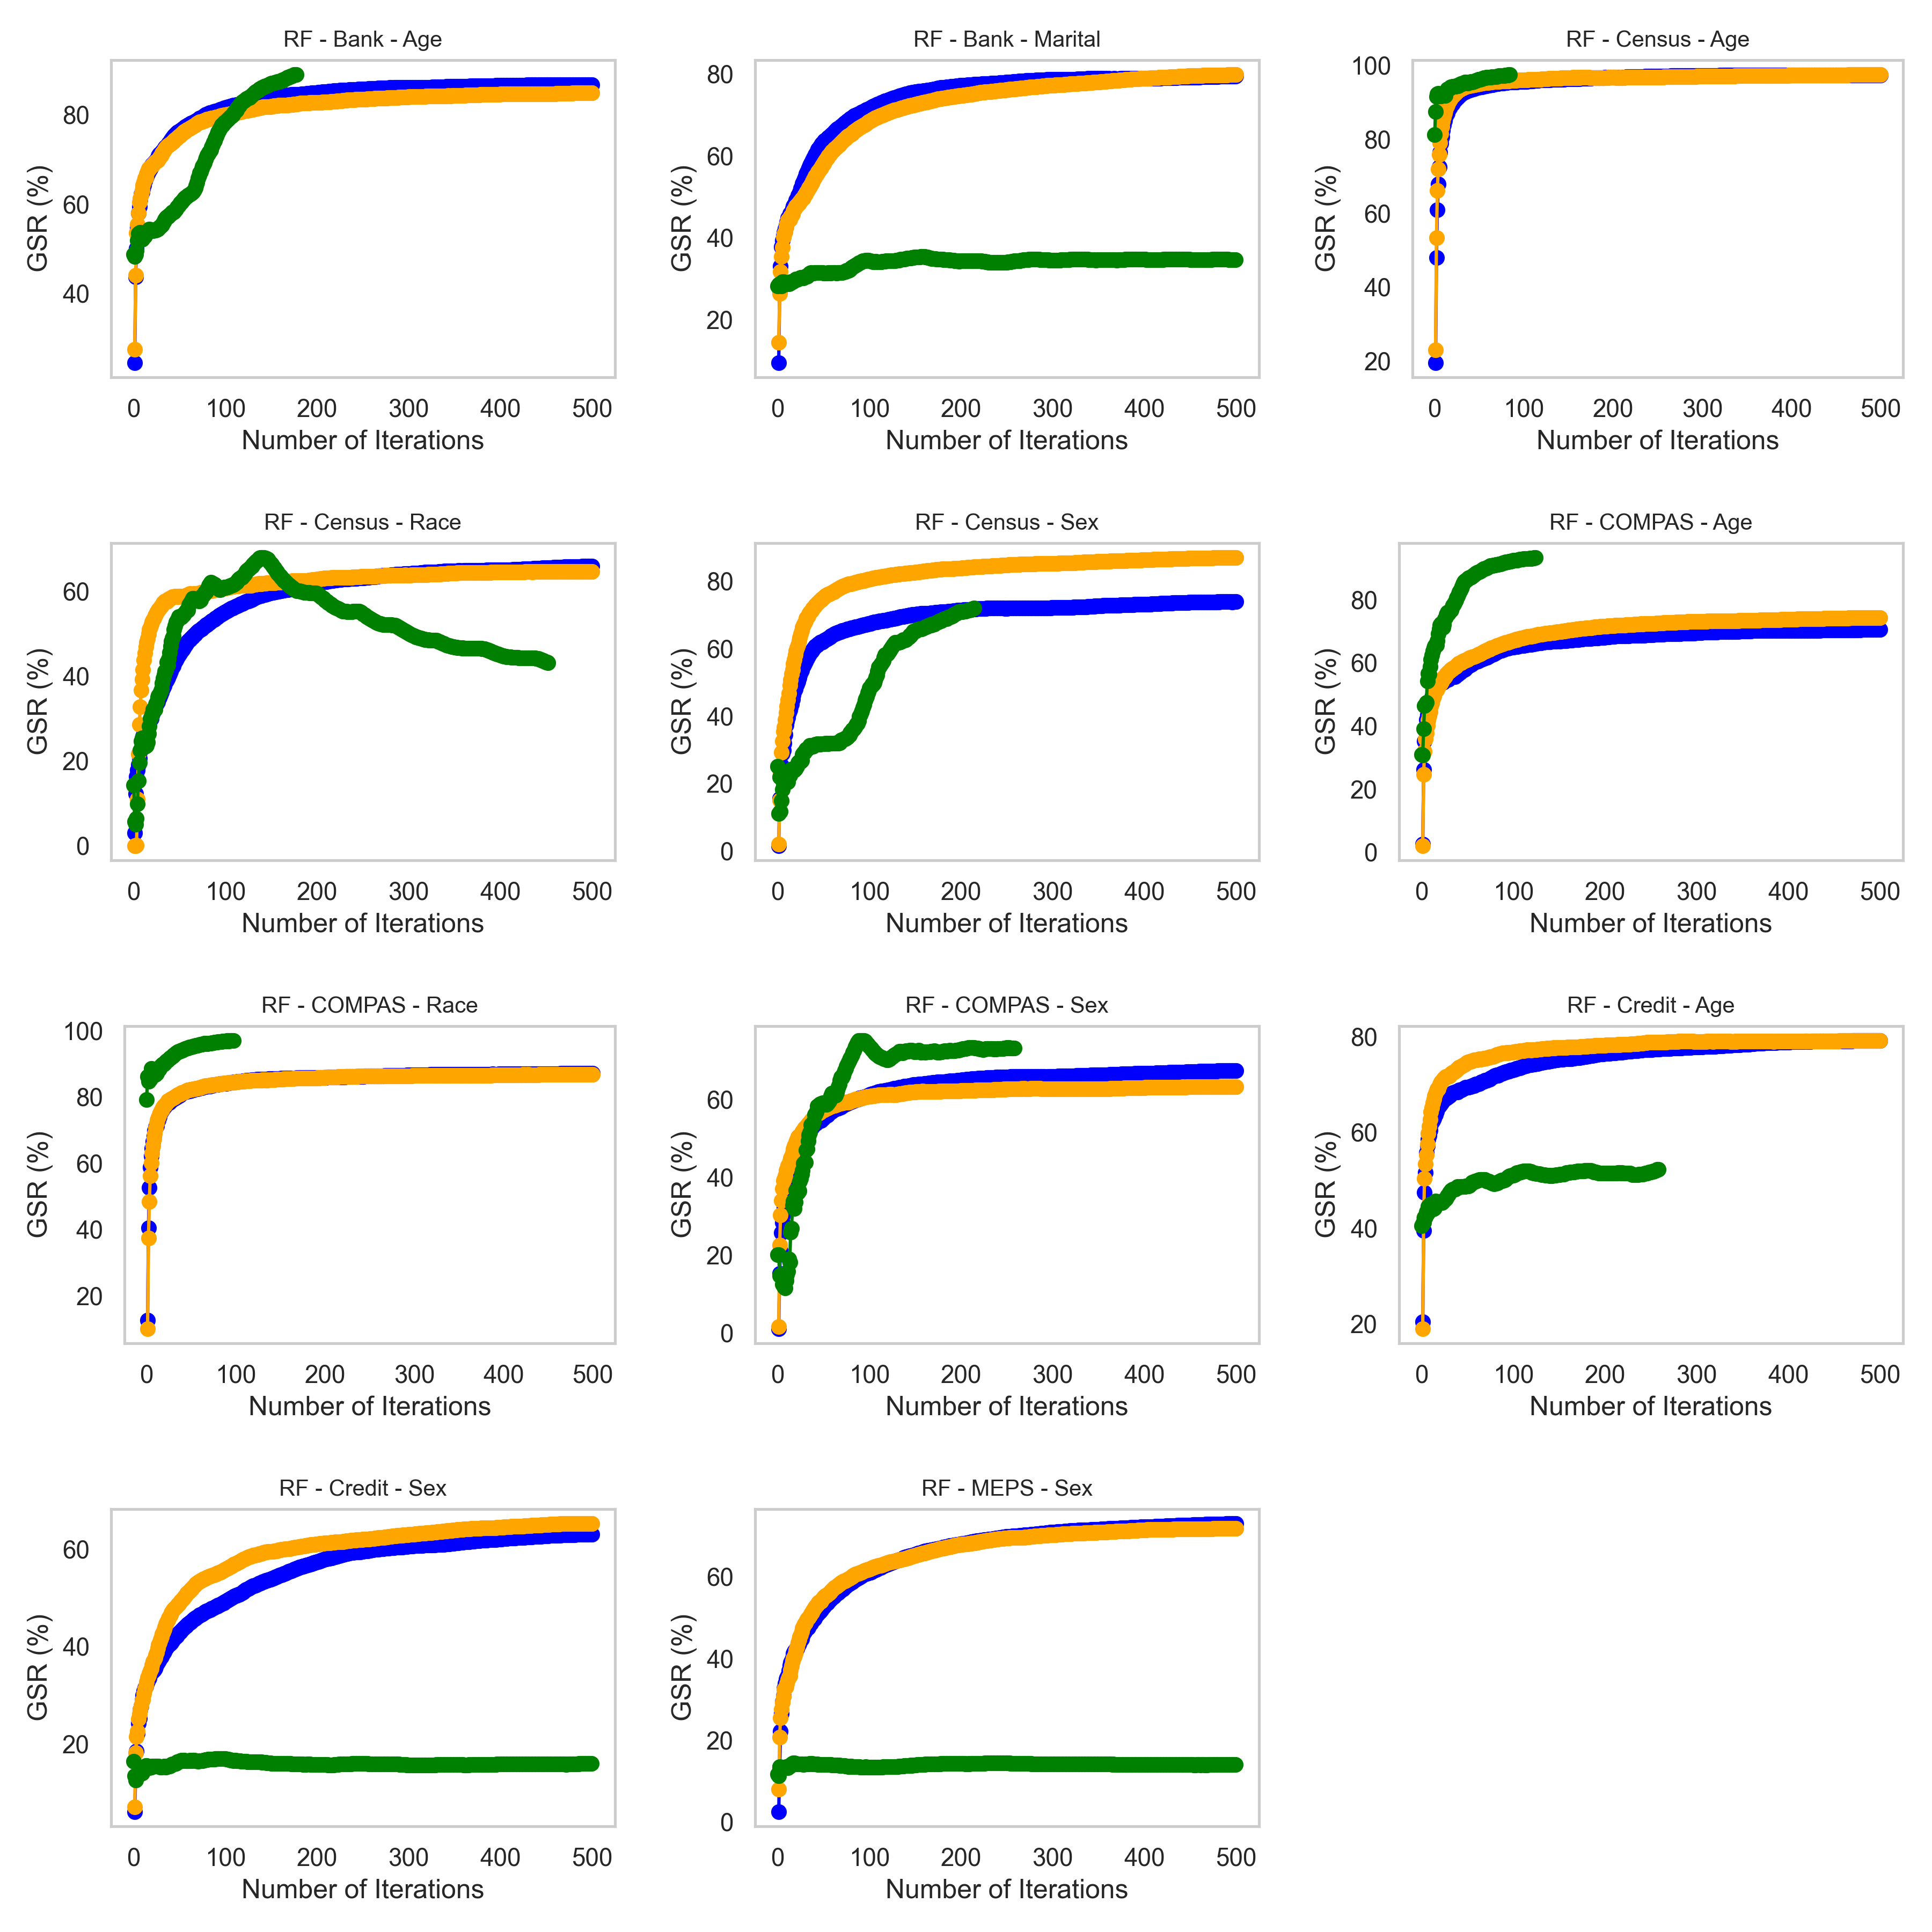 RF - Bank - Age
80
60
40
GSR (%)
0 100 200 300 400 500
Number of Iterations
RF - Bank - Marital
80
60
40
20
GSR (%)
0 100 200 300 400 500
Number of Iterations
RF - Census - Age
100
80
60
40
20
GSR (%)
0 100 200 300 400 500
Number of Iterations
RF - Census - Race
60
40
20
0
GSR (%)
0 100 200 300 400 500
Number of Iterations
RF - Census - Sex
80
60
40
20
0
GSR (%)
0 100 200 300 400 500
Number of Iterations
RF - COMPAS - Age
80
60
40
20
0
GSR (%)
0 100 200 300 400 500
Number of Iterations
RF - COMPAS - Race
100
80
60
40
20
GSR (%)
0 100 200 300 400 500
Number of Iterations
RF - COMPAS - Sex
60
40
20
0
GSR (%)
0 100 200 300 400 500
Number of Iterations
RF - Credit - Age
80
60
40
20
GSR (%)
0 100 200 300 400 500
Number of Iterations
RF - Credit - Sex
60
40
20
GSR (%)
0 100 200 300 400 500
Number of Iterations
RF - MEPS - Sex
60
40
20
0
GSR (%)
0 100 200 300 400 500
Number of Iterations